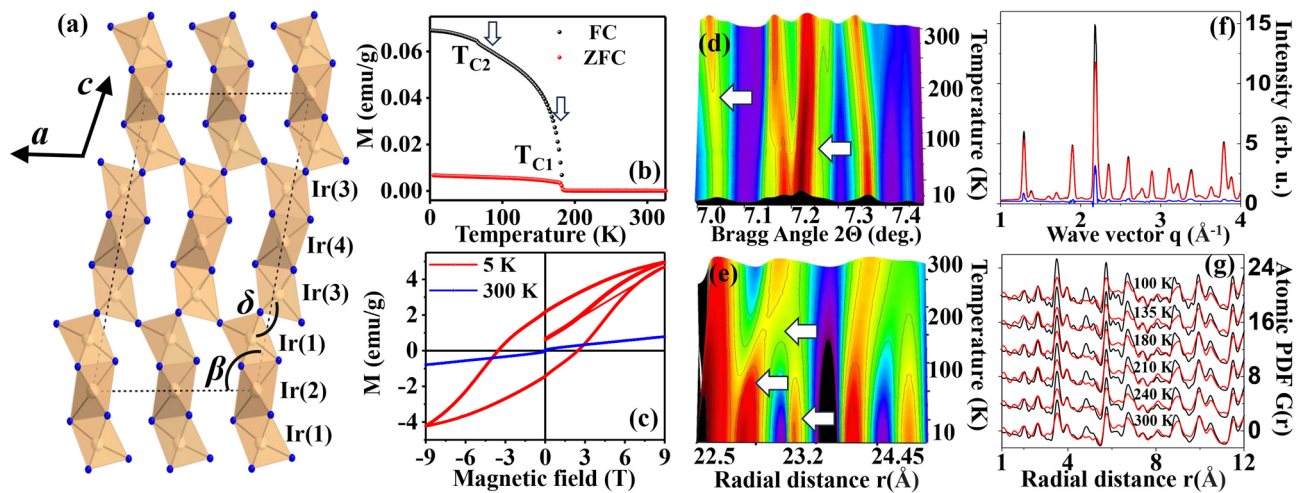 (a)
c
a
Ir(3)
Ir(4)
Ir(3)
δ
Ir(1)
β
Ir(2)
Ir(1)
(b)
M (emu/g)
0.06
0.04
0.02
0.00
TC2
TC1
FC
ZFC
0 100 200 300
Temperature (K)
(c)
M (emu/g)
4
2
0
-2
-4
5 K
300 K
-9 -6 -3 0 3 6 9
Magnetic field (T)
(d)
300
200
100
10
Temperature (K)
7.0 7.1 7.2 7.3 7.4
Bragg Angle 2Θ (deg.)
(e)
300
200
100
10
Temperature (K)
22.5 23.2 24.45
Radial distance r(Å)
(f)
15
10
5
0
Intensity (arb. u.)
1 2 3 4
Wave vector q (Å-1)
(g)
24
16
8
0
Atomic PDF G(r)
100 K
135 K
180 K
210 K
240 K
300 K
1 4 8 12
Radial distance r(Å)